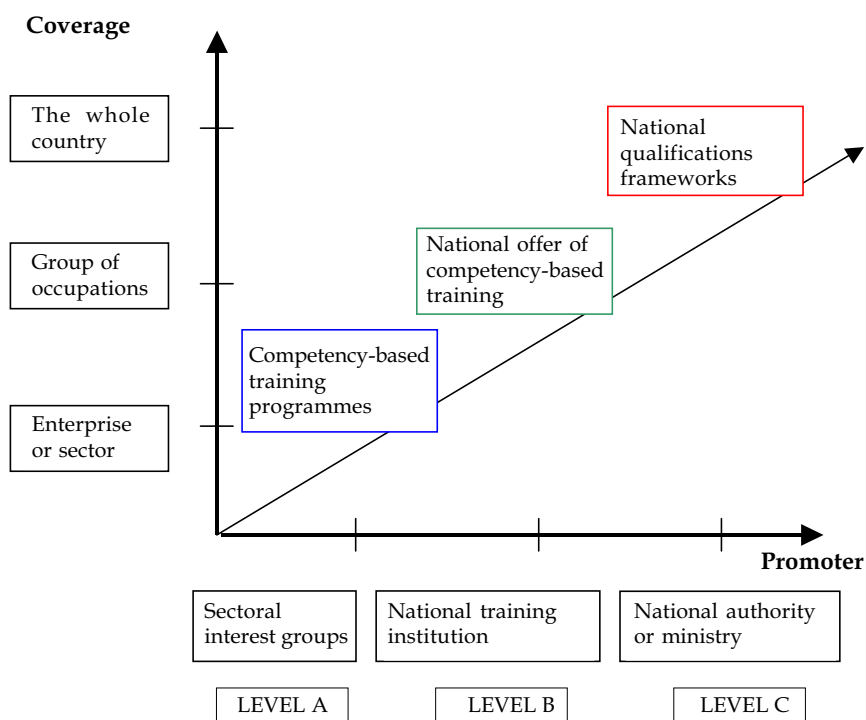 Coverage
The whole
country
National
qualifications
frameworks
Group of
occupations
National offer of
competency-based
training
Competency-based
training
programmes
Enterprise
or sector
Promoter
Sectoral
interest groups
National training
institution
National authority
or ministry
LEVEL A
LEVEL B
LEVEL C